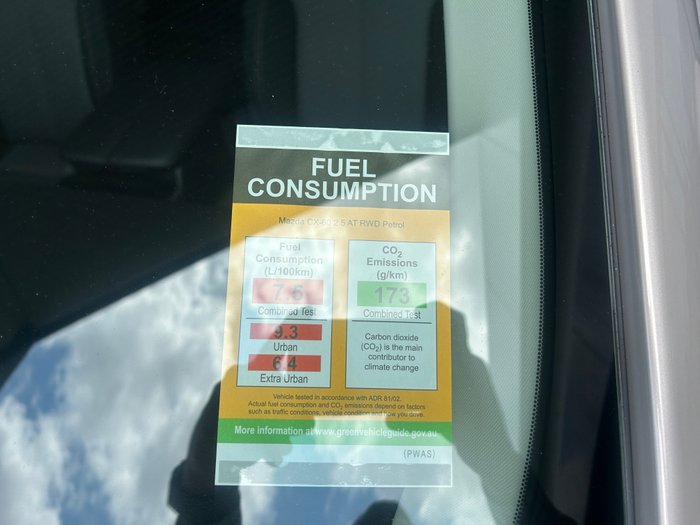 FUEL
CONSUMPTION
Mazda CX-60 2.5 AT RWD Petrol
Fuel
Consumption
(L/100km)
7.5
Combined Test
9.3
Urban
6.4
Extra Urban
CO2
Emissions
(g/km)
173
Combined Test
Carbon dioxide
(CO2) is the main
contributor to
climate change
Vehicle tested in accordance with ADR 81/02.
Actual fuel consumption and CO2 emissions depend on factors
such as traffic conditions, vehicle condition and how you drive.
More information at www.greenvehicleguide.gov.au
(PWAS)